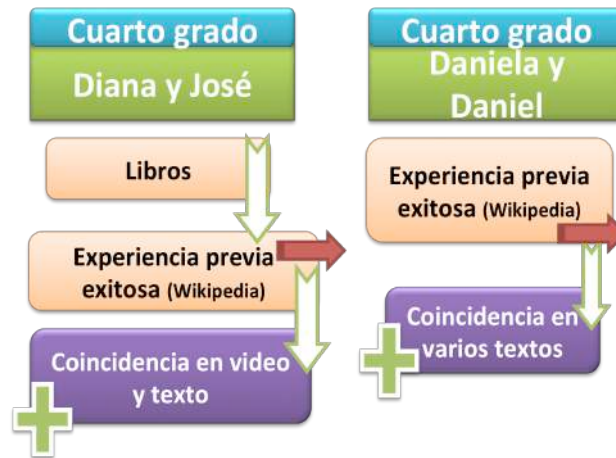 Cuarto grado
Diana y José
Libros
Experiencia previa
exitosa (Wikipedia)
Coincidencia en video
y texto
Cuarto grado
Daniela y
Daniel
Experiencia previa
exitosa (Wikipedia)
Coincidencia en
varios textos